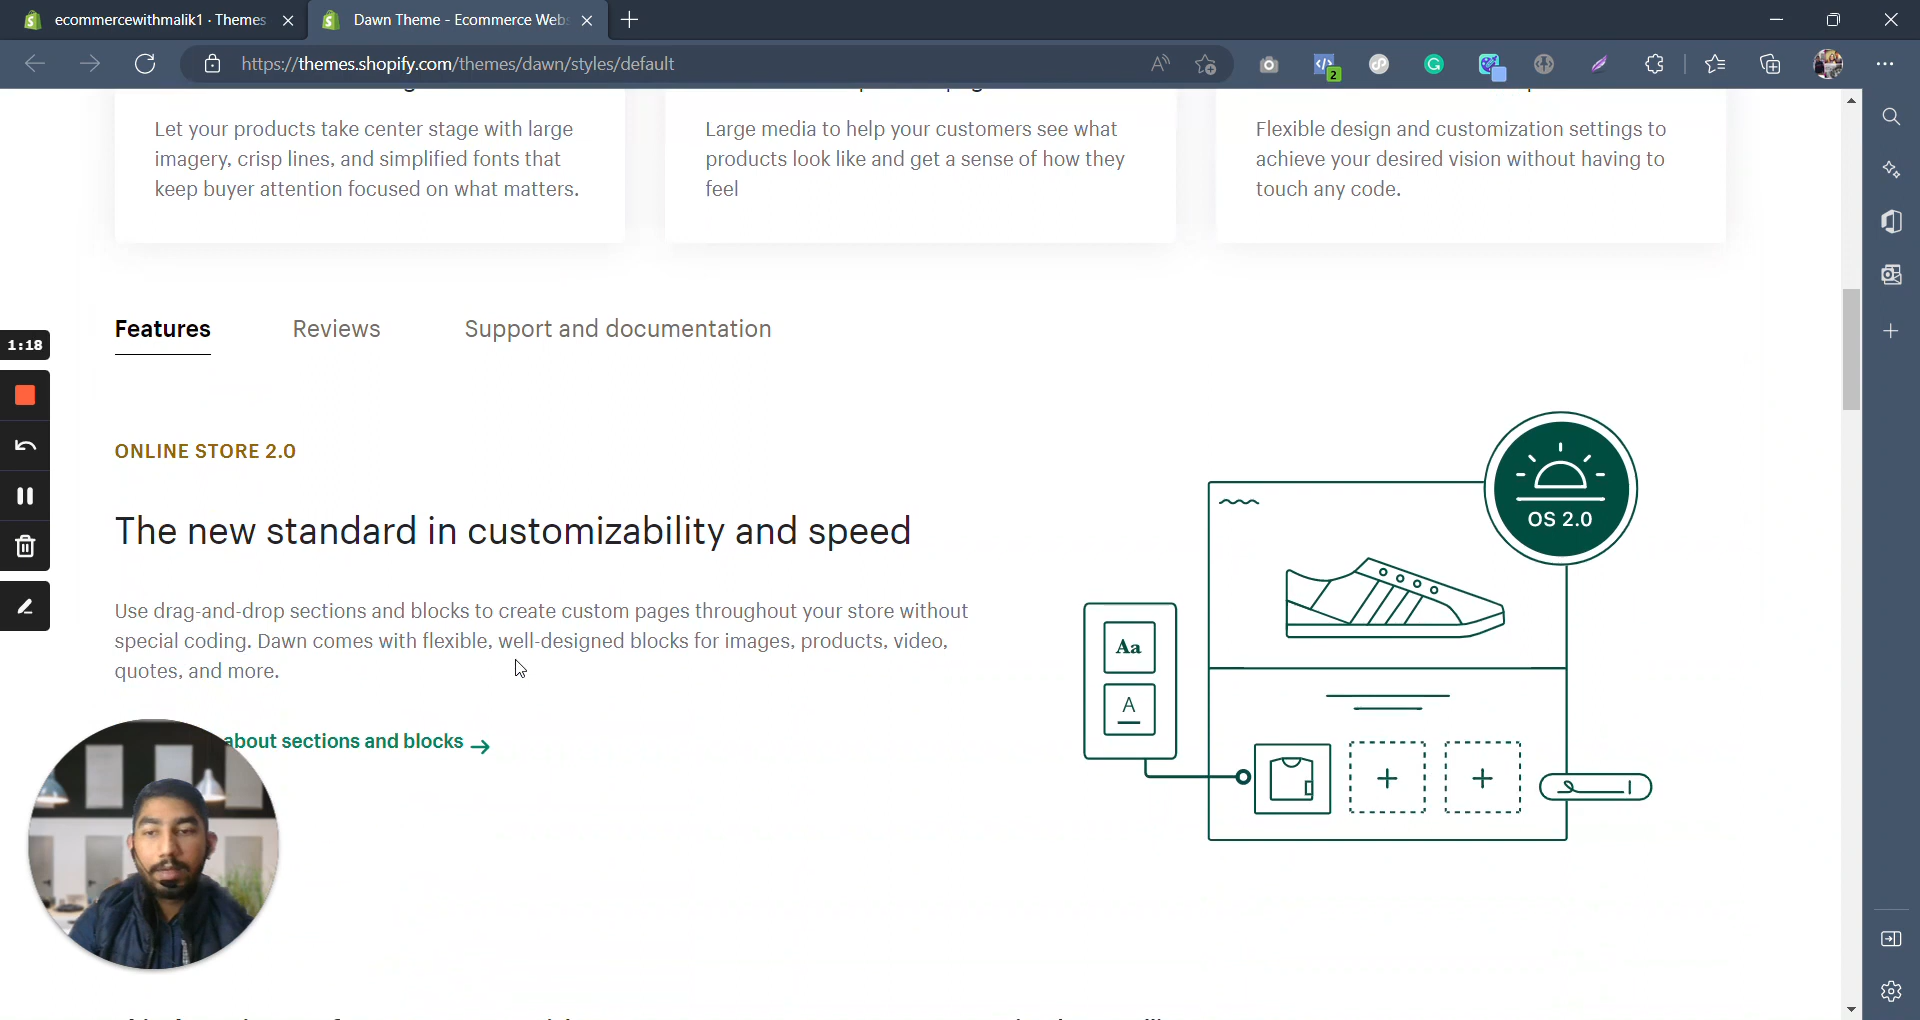 ecommercewithmalik1 · Themes
Dawn Theme - Ecommerce Web
https://themes.shopify.com/themes/dawn/styles/default
2
Let your products take center stage with large
imagery, crisp lines, and simplified fonts that
keep buyer attention focused on what matters.
Large media to help your customers see what
products look like and get a sense of how they
feel
Flexible design and customization settings to
achieve your desired vision without having to
touch any code.
Features
Reviews
Support and documentation
1:18
ONLINE STORE 2.0
The new standard in customizability and speed
Use drag-and-drop sections and blocks to create custom pages throughout your store without
special coding. Dawn comes with flexible, well-designed blocks for images, products, video,
quotes, and more.
about sections and blocks →
OS 2.0
Aa
A